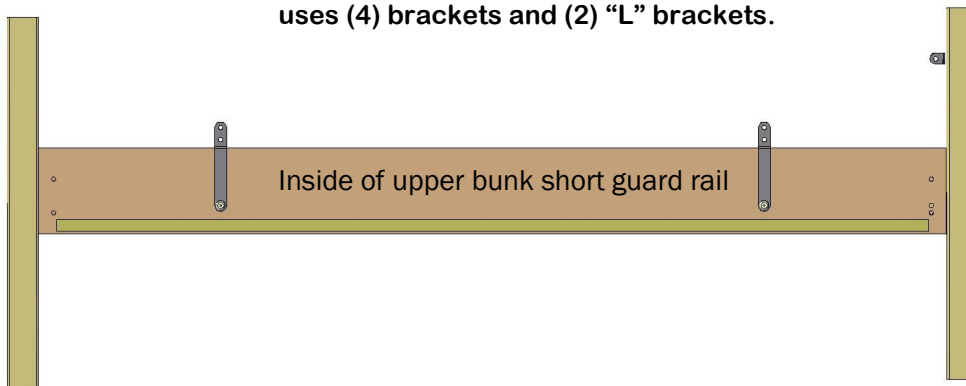 uses (4) brackets and (2) “L” brackets.
Inside of upper bunk short guard rail